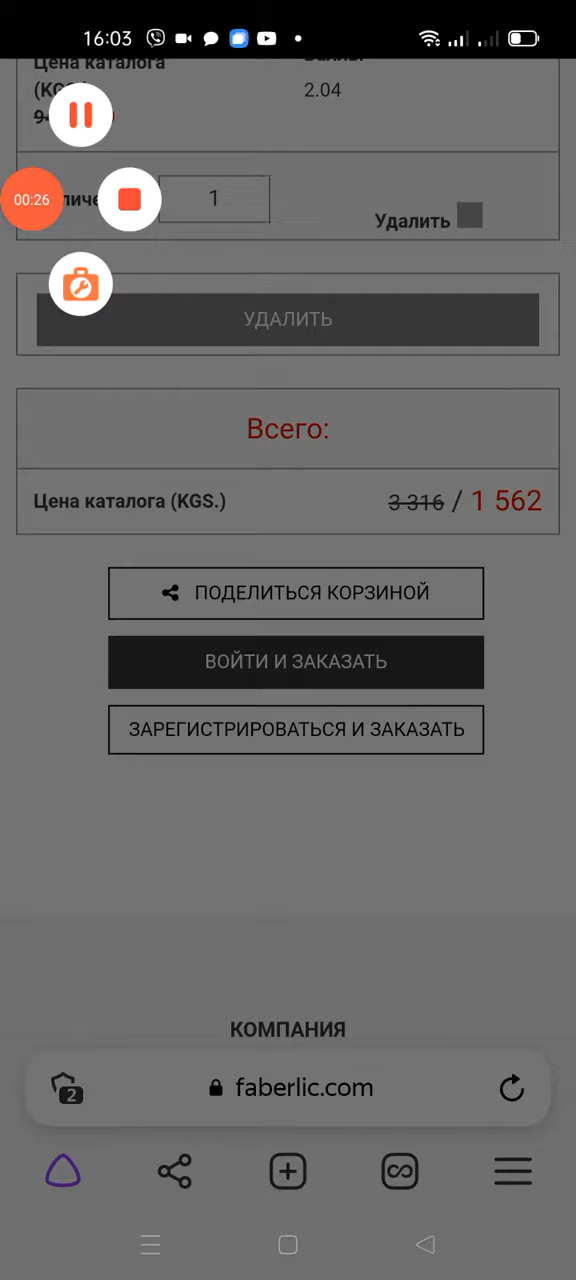 16:03
Цена каталога
Баллы
2.04
00:26
1
Удалить
УДАЛИТЬ
Всего:
Цена каталога (KGS.)
3 316 / 1 562
ПОДЕЛИТЬСЯ КОРЗИНОЙ
ВОЙТИ И ЗАКАЗАТЬ
ЗАРЕГИСТРИРОВАТЬСЯ И ЗАКАЗАТЬ
КОМПАНИЯ
2
faberlic.com